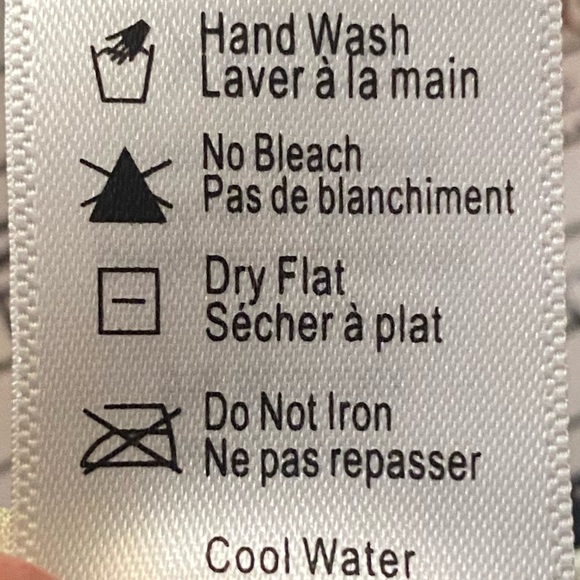 Hand Wash
Laver à la main
No Bleach
Pas de blanchiment
Dry Flat
Sécher à plat
Do Not Iron
Ne pas repasser
Cool Water